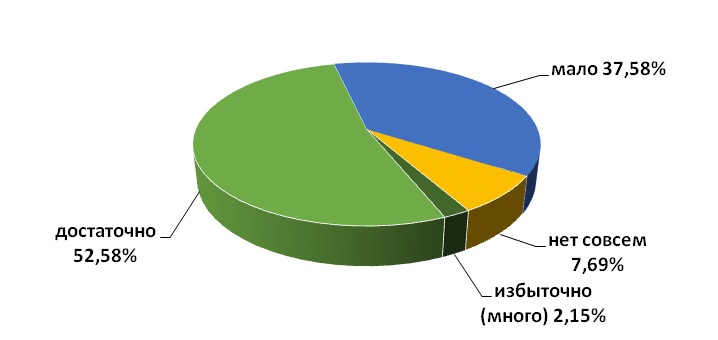 мало 37,58%
достаточно
52,58%
нет совсем
7,69%
избыточно
(много) 2,15%